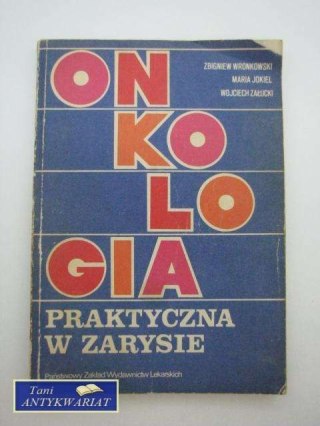 ZBIGNIEW WRONKOWSKI
MARIA JOKIEL
WOJCIECH ZAŁUCKI
ON
KO
LO
GIA
PRAKTYCZNA
W ZARYSIE
Państwowy Zakład Wydawnictw Lekarskich
Tani
ANTYKWARIAT